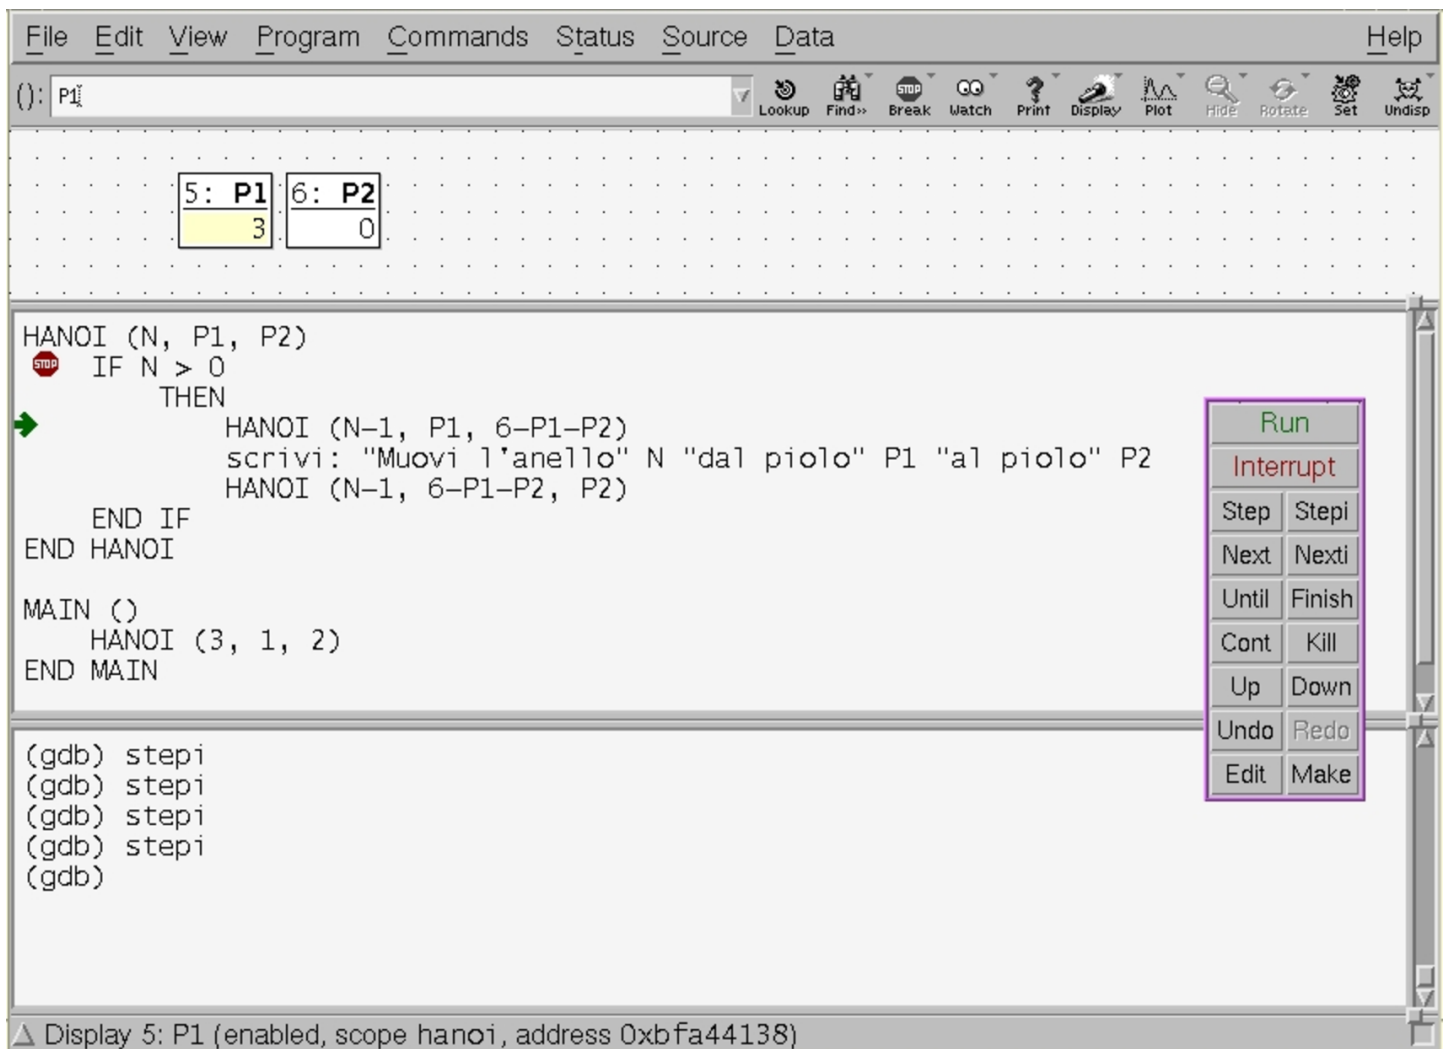 File Edit View Program Commands Status Source Data Help
(): P1 Lookup Find» Break Watch Print Display Plot Hide Rotate Set Undisp
5: P1 6: P2
3 0
HANOI (N, P1, P2)
STOP IF N > 0
THEN
HANOI (N-1, P1, 6-P1-P2)
scrivi: "Muovi l'anello" N "dal piolo" P1 "al piolo" P2
HANOI (N-1, 6-P1-P2, P2)
END IF
END HANOI
MAIN ()
HANOI (3, 1, 2)
END MAIN
Run
Interrupt
Step Stepi
Next Nexti
Until Finish
Cont Kill
Up Down
Undo Redo
Edit Make
(gdb) stepi
(gdb) stepi
(gdb) stepi
(gdb) stepi
(gdb)
Display 5: P1 (enabled, scope hanoi, address 0xbfa44138)